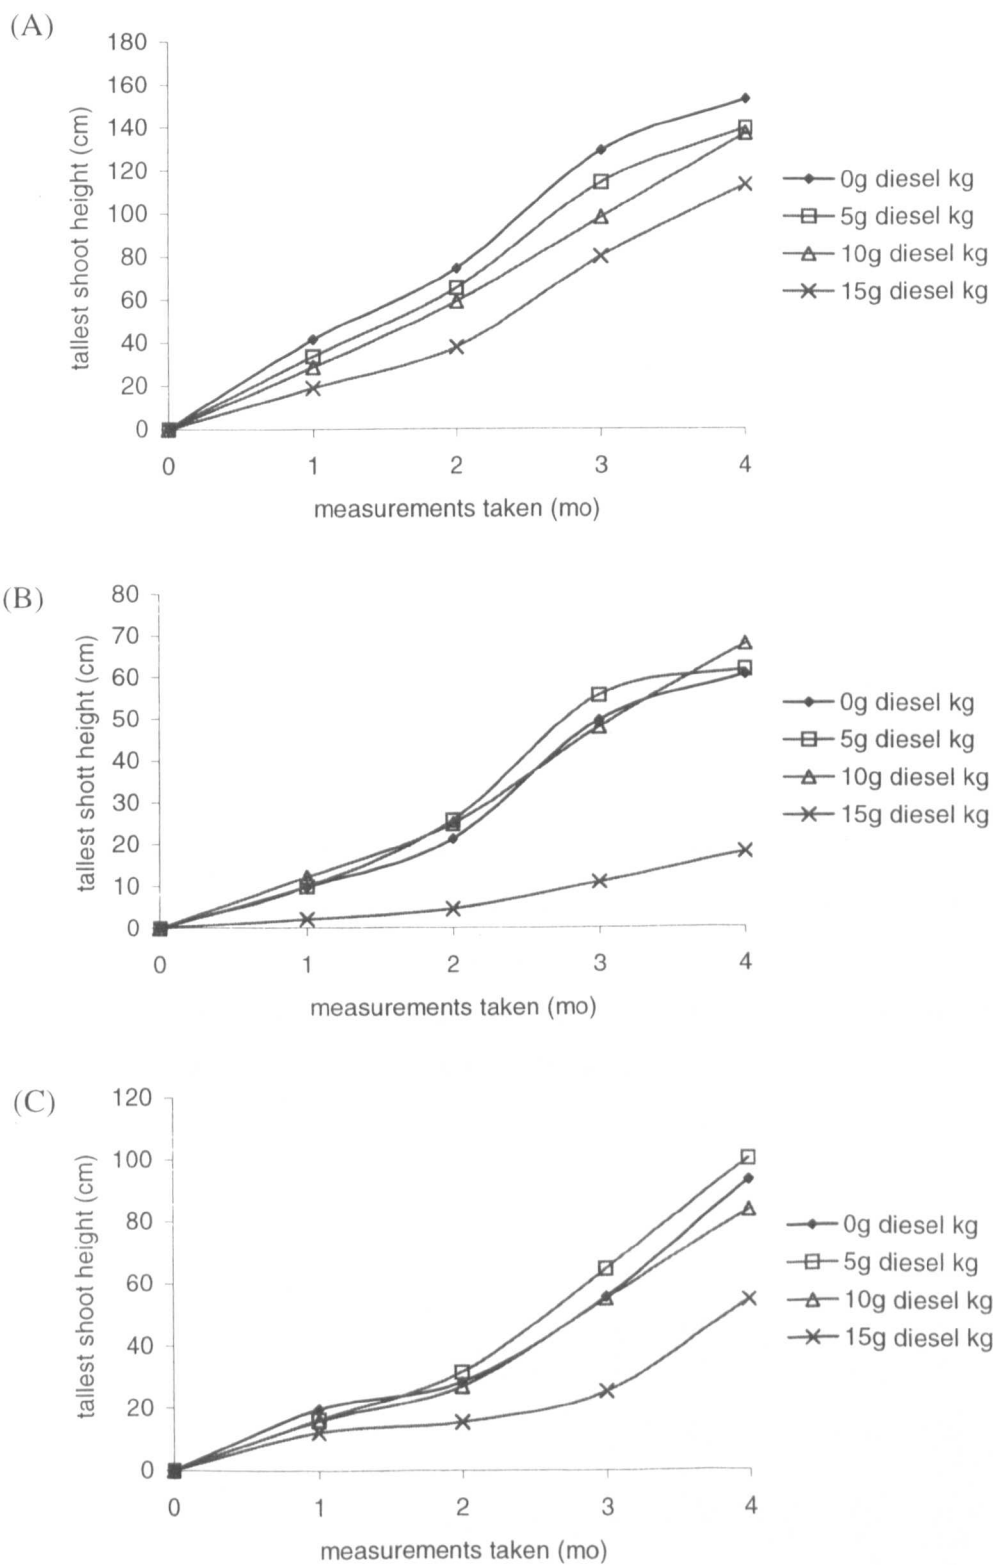 (A)
180
160
140
120
100
80
60
40
20
0
tallest shoot height (cm)
0 1 2 3 4
measurements taken (mo)
0g diesel kg
5g diesel kg
10g diesel kg
15g diesel kg
(B)
80
70
60
50
40
30
20
10
0
tallest shott height (cm)
0 1 2 3 4
measurements taken (mo)
0g diesel kg
5g diesel kg
10g diesel kg
15g diesel kg
(C)
120
100
80
60
40
20
0
tallest shoot height (cm)
0 1 2 3 4
measurements taken (mo)
0g diesel kg
5g diesel kg
10g diesel kg
15g diesel kg